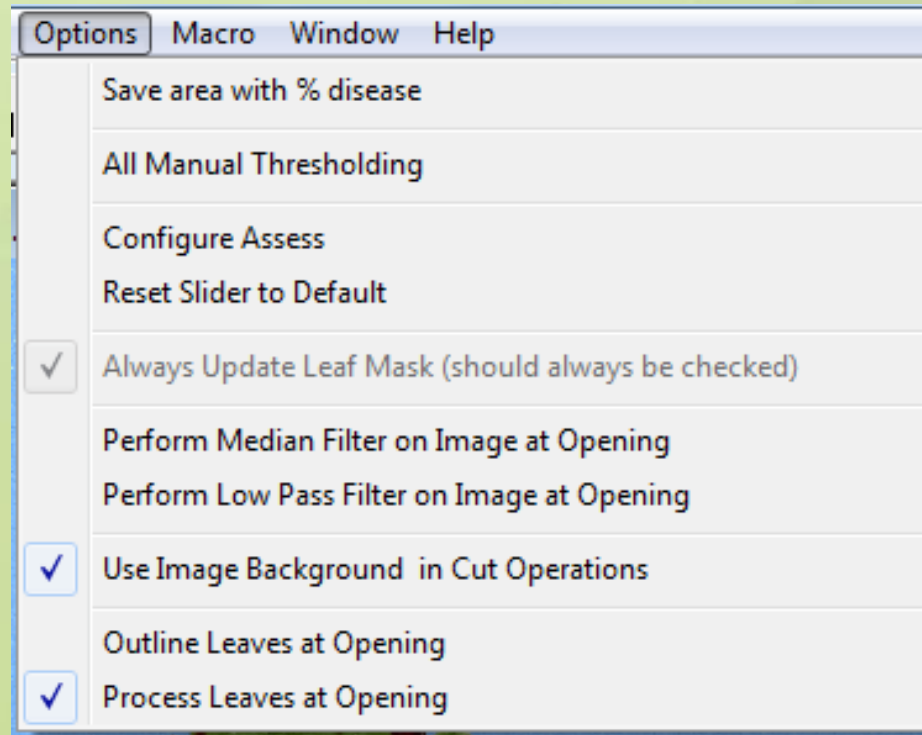 Options Macro Window Help
Save area with % disease
All Manual Thresholding
Configure Assess
Reset Slider to Default
Always Update Leaf Mask (should always be checked)
Perform Median Filter on Image at Opening
Perform Low Pass Filter on Image at Opening
Use Image Background  in Cut Operations
Outline Leaves at Opening
Process Leaves at Opening